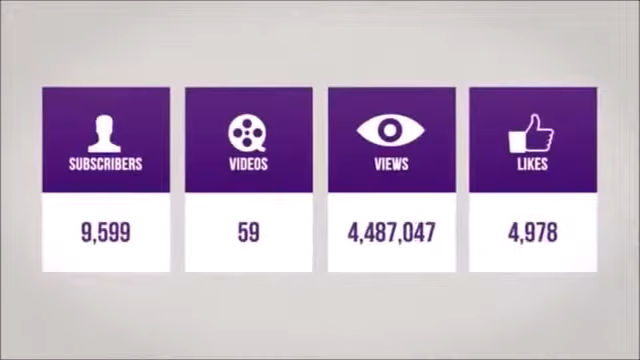 SUBSCRIBERS
9,599
VIDEOS
59
VIEWS
4,487,047
LIKES
4,978